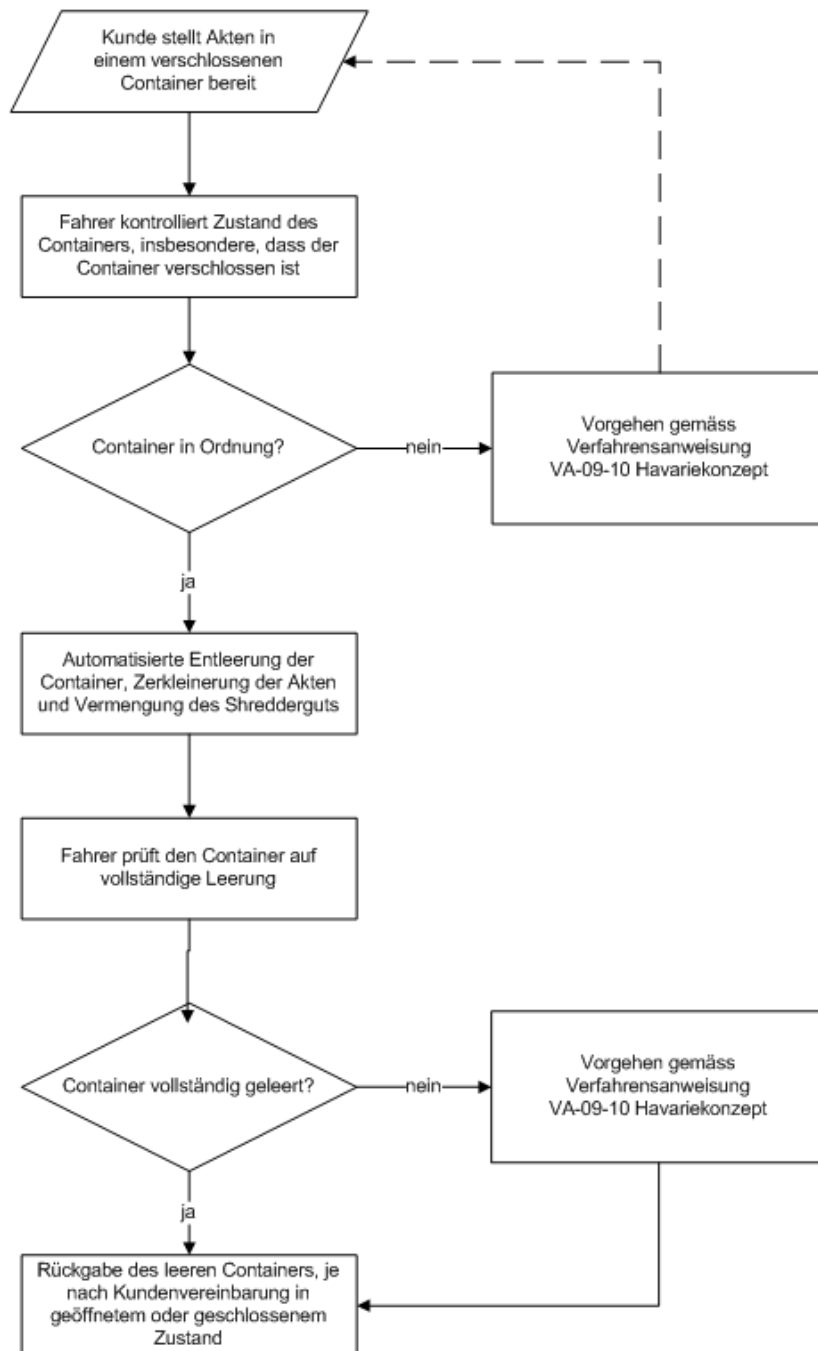 Kunde stellt Akten in
einem verschlossenen
Container bereit
Fahrer kontrolliert Zustand des
Containers, insbesondere, dass der
Container verschlossen ist
Container in Ordnung?
nein
Vorgehen gemäss
Verfahrensanweisung
VA-09-10 Havariekonzept
ja
Automatisierte Entleerung der
Container, Zerkleinerung der Akten
und Vermengung des Shredderguts
Fahrer prüft den Container auf
vollständige Leerung
Container vollständig geleert?
nein
Vorgehen gemäss
Verfahrensanweisung
VA-09-10 Havariekonzept
ja
Rückgabe des leeren Containers, je
nach Kundenvereinbarung in
geöffnetem oder geschlossenem
Zustand